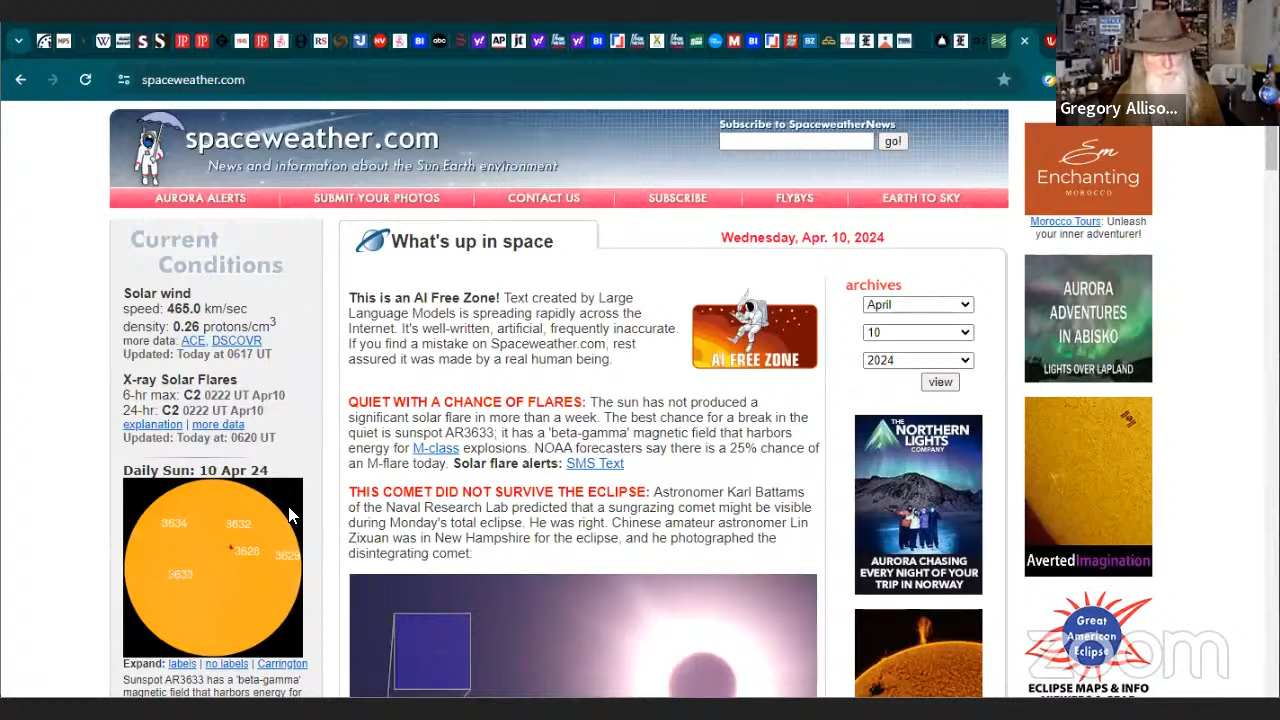 spaceweather.com
Gregory Alliso...
spaceweather.com
News and information about the Sun-Earth environment
Subscribe to SpaceweatherNews
go!
AURORA ALERTS
SUBMIT YOUR PHOTOS
CONTACT US
SUBSCRIBE
FLYBYS
EARTH TO SKY
Current
Conditions
Solar wind
speed: 465.0 km/sec
density: 0.26 protons/cm3
more data: ACE, DSCOVR
Updated: Today at 0617 UT
X-ray Solar Flares
6-hr max: C2 0222 UT Apr10
24-hr: C2 0222 UT Apr10
explanation | more data
Updated: Today at: 0620 UT
Daily Sun: 10 Apr 24
3634
3632
3628
3629
3633
Expand: labels | no labels | Carrington
Sunspot AR3633 has a 'beta-gamma'
magnetic field that harbors energy for
What's up in space
Wednesday, Apr. 10, 2024
This is an AI Free Zone! Text created by Large
Language Models is spreading rapidly across the
Internet. It's well-written, artificial, frequently inaccurate.
If you find a mistake on Spaceweather.com, rest
assured it was made by a real human being.
AI FREE ZONE
QUIET WITH A CHANCE OF FLARES: The sun has not produced a
significant solar flare in more than a week. The best chance for a break in the
quiet is sunspot AR3633; it has a 'beta-gamma' magnetic field that harbors
energy for M-class explosions. NOAA forecasters say there is a 25% chance of
an M-flare today. Solar flare alerts: SMS Text
THIS COMET DID NOT SURVIVE THE ECLIPSE: Astronomer Karl Battams
of the Naval Research Lab predicted that a sungrazing comet might be visible
during Monday's total eclipse. He was right. Chinese amateur astronomer Lin
Zixuan was in New Hampshire for the eclipse, and he photographed the
disintegrating comet:
archives
April
10
2024
view
THE
NORTHERN
LIGHTS
COMPANY
AURORA CHASING
EVERY NIGHT OF YOUR
TRIP IN NORWAY
Em
Enchanting
MOROCCO
Morocco Tours: Unleash
your inner adventurer!
AURORA
ADVENTURES
IN ABISKO
LIGHTS OVER LAPLAND
AvertedImagination
Great
American
Eclipse
ECLIPSE MAPS & INFO
zoom